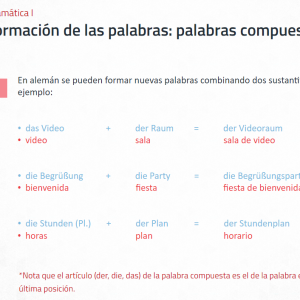 mática I
ormación de las palabras: palabras compues
En alemán se pueden formar nuevas palabras combinando dos sustanti
ejemplo:
• das Video + der Raum = der Videoraum
• video sala sala de video
• die Begrüßung + die Party = die Begrüßungspart
• bienvenida fiesta fiesta de bienvenida
• die Stunden (Pl.) + der Plan = der Stundenplan
• horas plan horario
*Nota que el artículo (der, die, das) de la palabra compuesta es el de la palabra
última posición.